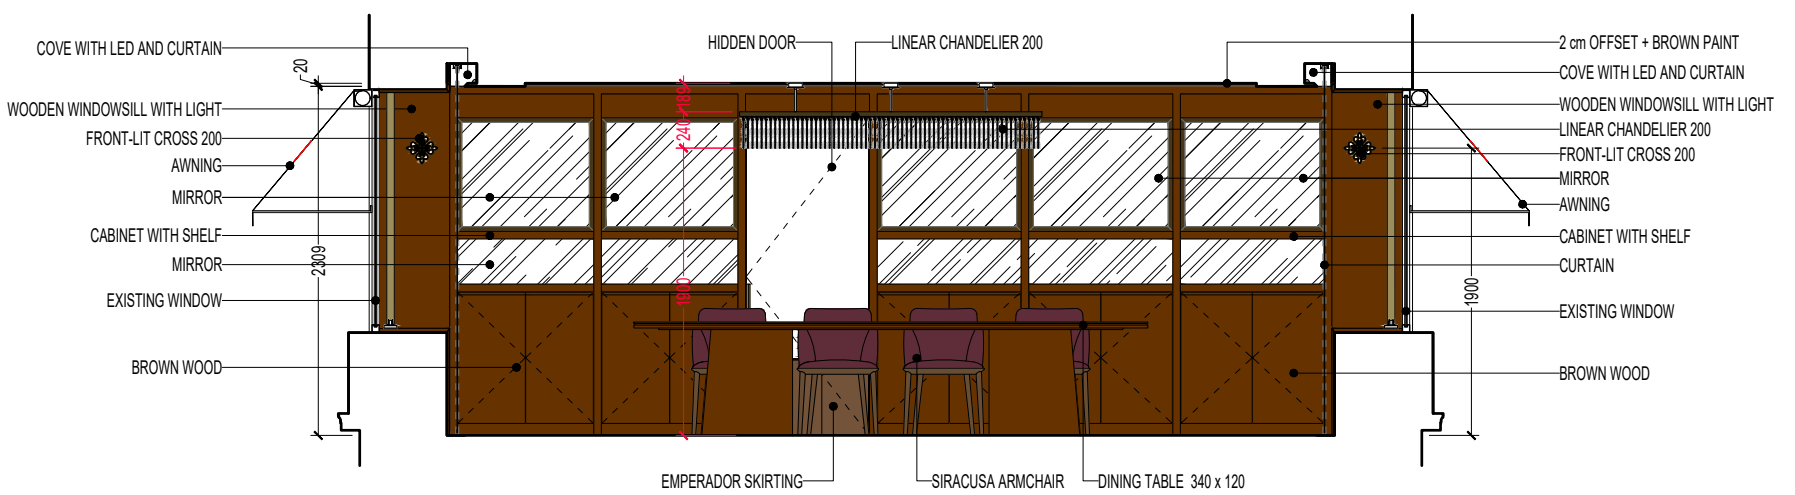 HIDDEN DOOR
LINEAR CHANDELIER 200
2 cm OFFSET + BROWN PAINT
COVE WITH LED AND CURTAIN
COVE WITH LED AND CURTAIN
20
189
WOODEN WINDOWSILL WITH LIGHT
WOODEN WINDOWSILL WITH LIGHT
240
LINEAR CHANDELIER 200
FRONT-LIT CROSS 200
FRONT-LIT CROSS 200
AWNING
MIRROR
MIRROR
AWNING
CABINET WITH SHELF
CABINET WITH SHELF
MIRROR
CURTAIN
2309
1900
1900
EXISTING WINDOW
EXISTING WINDOW
BROWN WOOD
BROWN WOOD
EMPERADOR SKIRTING
SIRACUSA ARMCHAIR
DINING TABLE 340 x 120